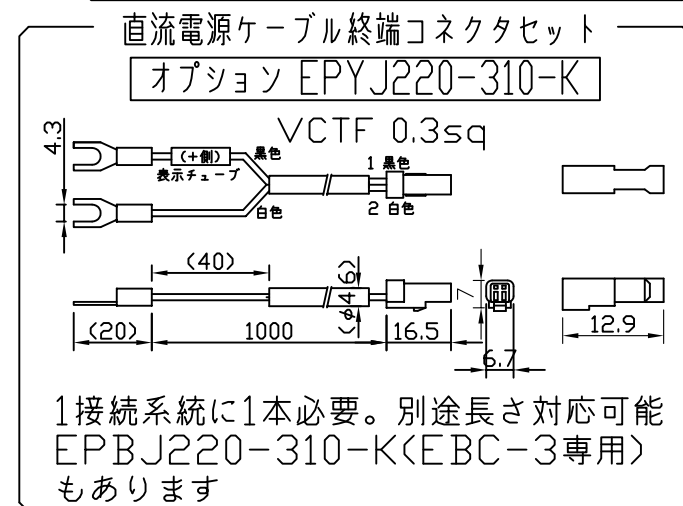 直流電源ケーブル終端コネクタセット
オプション EPYJ220-310-K
VCTF 0.3sq
4.3
(+側)
黒色
表示チューブ
1 黒色
白色
2 白色
(40)
(φ4.6)
7
(20)
1000
16.5
12.9
6.7
1接続系統に1本必要。別途長さ対応可能
EPBJ220-310-K(EBC-3専用)
もあります